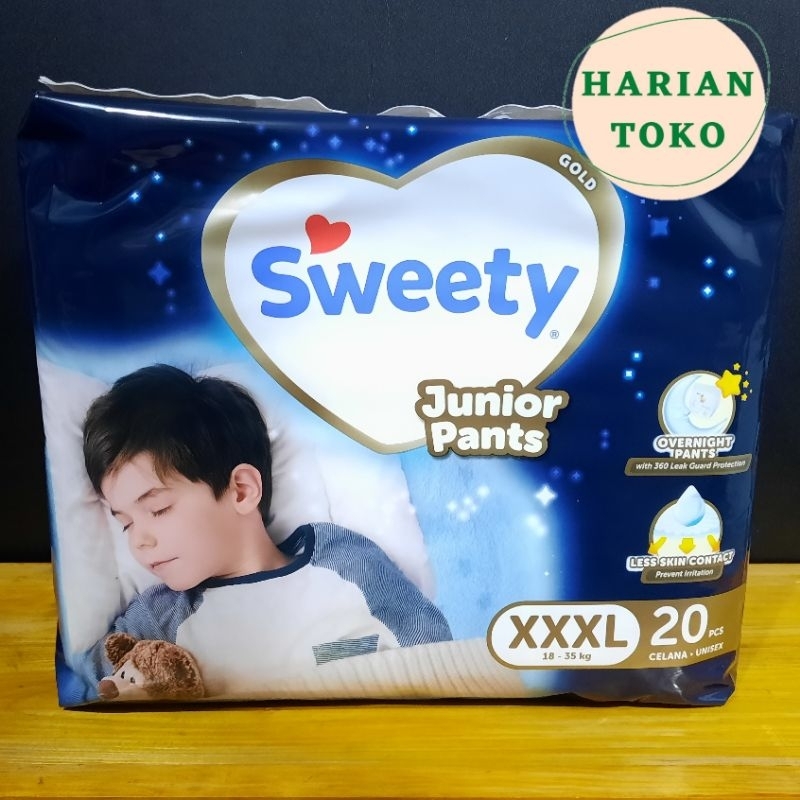 HARIAN
TOKO
GOLD
Sweety®
Junior
Pants
OVERNIGHT
PANTS
with 360 Leak Guard Protection
LESS SKIN CONTACT
Prevent Irritation
XXXL
18 - 35 kg
20 PCS
CELANA • UNISEX